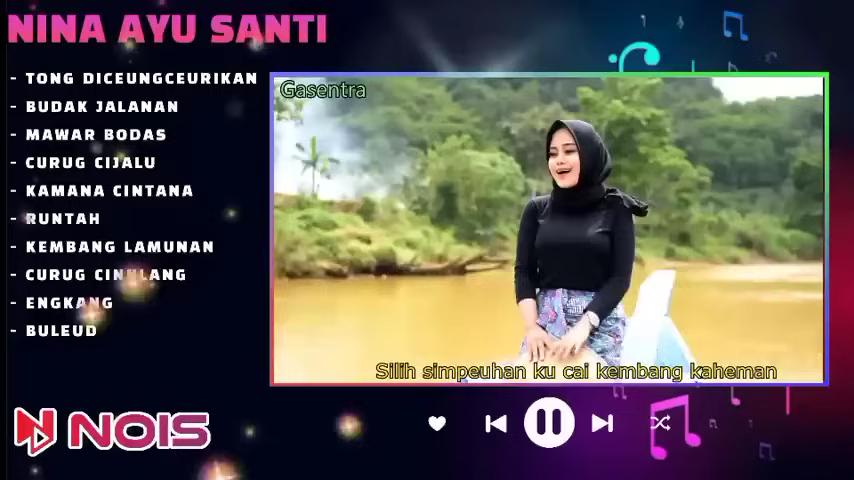 NINA AYU SANTI
- TONG DICEUNGCEURIKAN
- BUDAK JALANAN
- MAWAR BODAS
- CURUG CIJALU
- KAMANA CINTANA
- RUNTAH
- KEMBANG LAMUNAN
- CURUG CINULANG
- ENGKANG
- BULEUD
Gasentra
Silih simpeuhan ku cai kembang kaheman
NOIS